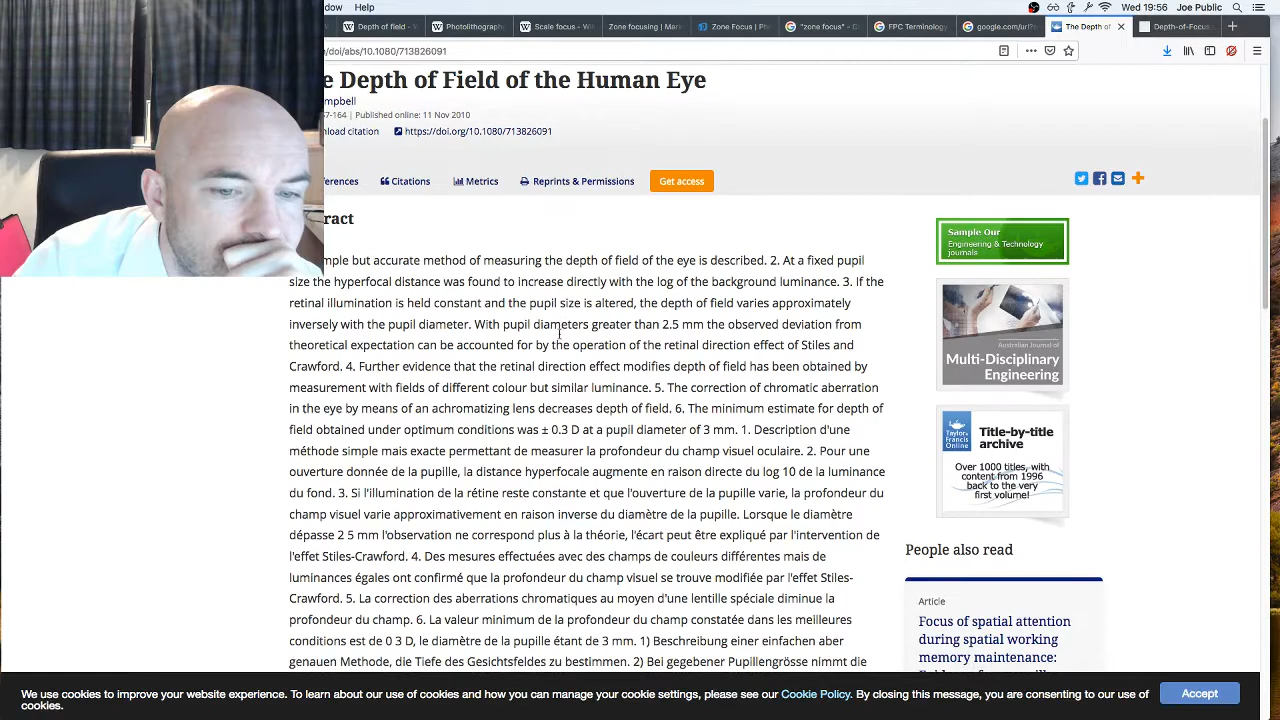 ndow Help
Wed 19:56 Joe Public
Depth of field -
Photolithograp
Scale focus - Wi
Zone focusing | Mari
Zone Focus | Ph
"zone focus" - G
FPC Terminology
google.com/url?
The Depth of
Depth-of-Focus
/doi/abs/10.1080/713826091
e Depth of Field of the Human Eye
mpbell
57-164 | Published online: 11 Nov 2010
nload citation https://doi.org/10.1080/713826091
ferences
Citations
Metrics
Reprints & Permissions
Get access
ract
mple but accurate method of measuring the depth of field of the eye is described. 2. At a fixed pupil
size the hyperfocal distance was found to increase directly with the log of the background luminance. 3. If the
retinal illumination is held constant and the pupil size is altered, the depth of field varies approximately
inversely with the pupil diameter. With pupil diameters greater than 2.5 mm the observed deviation from
theoretical expectation can be accounted for by the operation of the retinal direction effect of Stiles and
Crawford. 4. Further evidence that the retinal direction effect modifies depth of field has been obtained by
measurement with fields of different colour but similar luminance. 5. The correction of chromatic aberration
in the eye by means of an achromatizing lens decreases depth of field. 6. The minimum estimate for depth of
field obtained under optimum conditions was ± 0.3 D at a pupil diameter of 3 mm. 1. Description d'une
méthode simple mais exacte permettant de measurer la profondeur du champ visuel oculaire. 2. Pour une
ouverture donnée de la pupille, la distance hyperfocale augmente en raison directe du log 10 de la luminance
du fond. 3. Si l'illumination de la rétine reste constante et que l'ouverture de la pupille varie, la profondeur du
champ visuel varie approximativement en raison inverse du diamètre de la pupille. Lorsque le diamètre
dépasse 2 5 mm l'observation ne correspond plus à la théorie, l'écart peut être expliqué par l'intervention de
l'effet Stiles-Crawford. 4. Des mesures effectuées avec des champs de couleurs différentes mais de
luminances égales ont confirmé que la profondeur du champ visuel se trouve modifiée par l'effet Stiles-
Crawford. 5. La correction des aberrations chromatiques au moyen d'une lentille spéciale diminue la
profondeur du champ. 6. La valeur minimum de la profondeur du champ constatée dans les meilleures
conditions est de 0 3 D, le diamètre de la pupille étant de 3 mm. 1) Beschreibung einer einfachen aber
genauen Methode, die Tiefe des Gesichtsfeldes zu bestimmen. 2) Bei gegebener Pupillengrösse nimmt die
Sample Our
Engineering & Technology
journals
Australian Journal of
Multi-Disciplinary
Engineering
Taylor & Francis Online
Title-by-title
archive
Over 1000 titles, with
content from 1996
back to the very
first volume!
People also read
Article
Focus of spatial attention
during spatial working
memory maintenance:
We use cookies to improve your website experience. To learn about our use of cookies and how you can manage your cookie settings, please see our Cookie Policy. By closing this message, you are consenting to our use of
cookies.
Accept